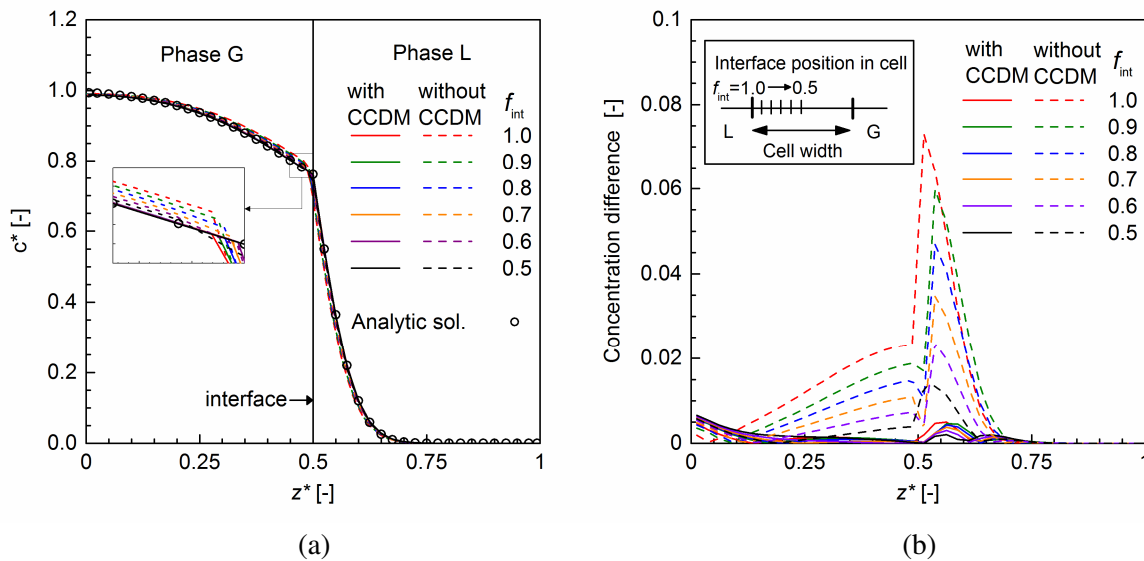 1.2
1.0
0.8
0.6
0.4
0.2
0.0
c* [-]
Phase G
Phase L
with without
CCDM CCDM f_int
1.0
0.9
0.8
0.7
0.6
0.5
Analytic sol.
interface
0 0.25 0.5 0.75 1
z* [-]
(a)
0.1
0.08
0.06
0.04
0.02
0
Concentration difference [-]
Interface position in cell
f_int=1.0→0.5
L G
Cell width
with without
CCDM CCDM f_int
1.0
0.9
0.8
0.7
0.6
0.5
0 0.25 0.5 0.75 1
z* [-]
(b)